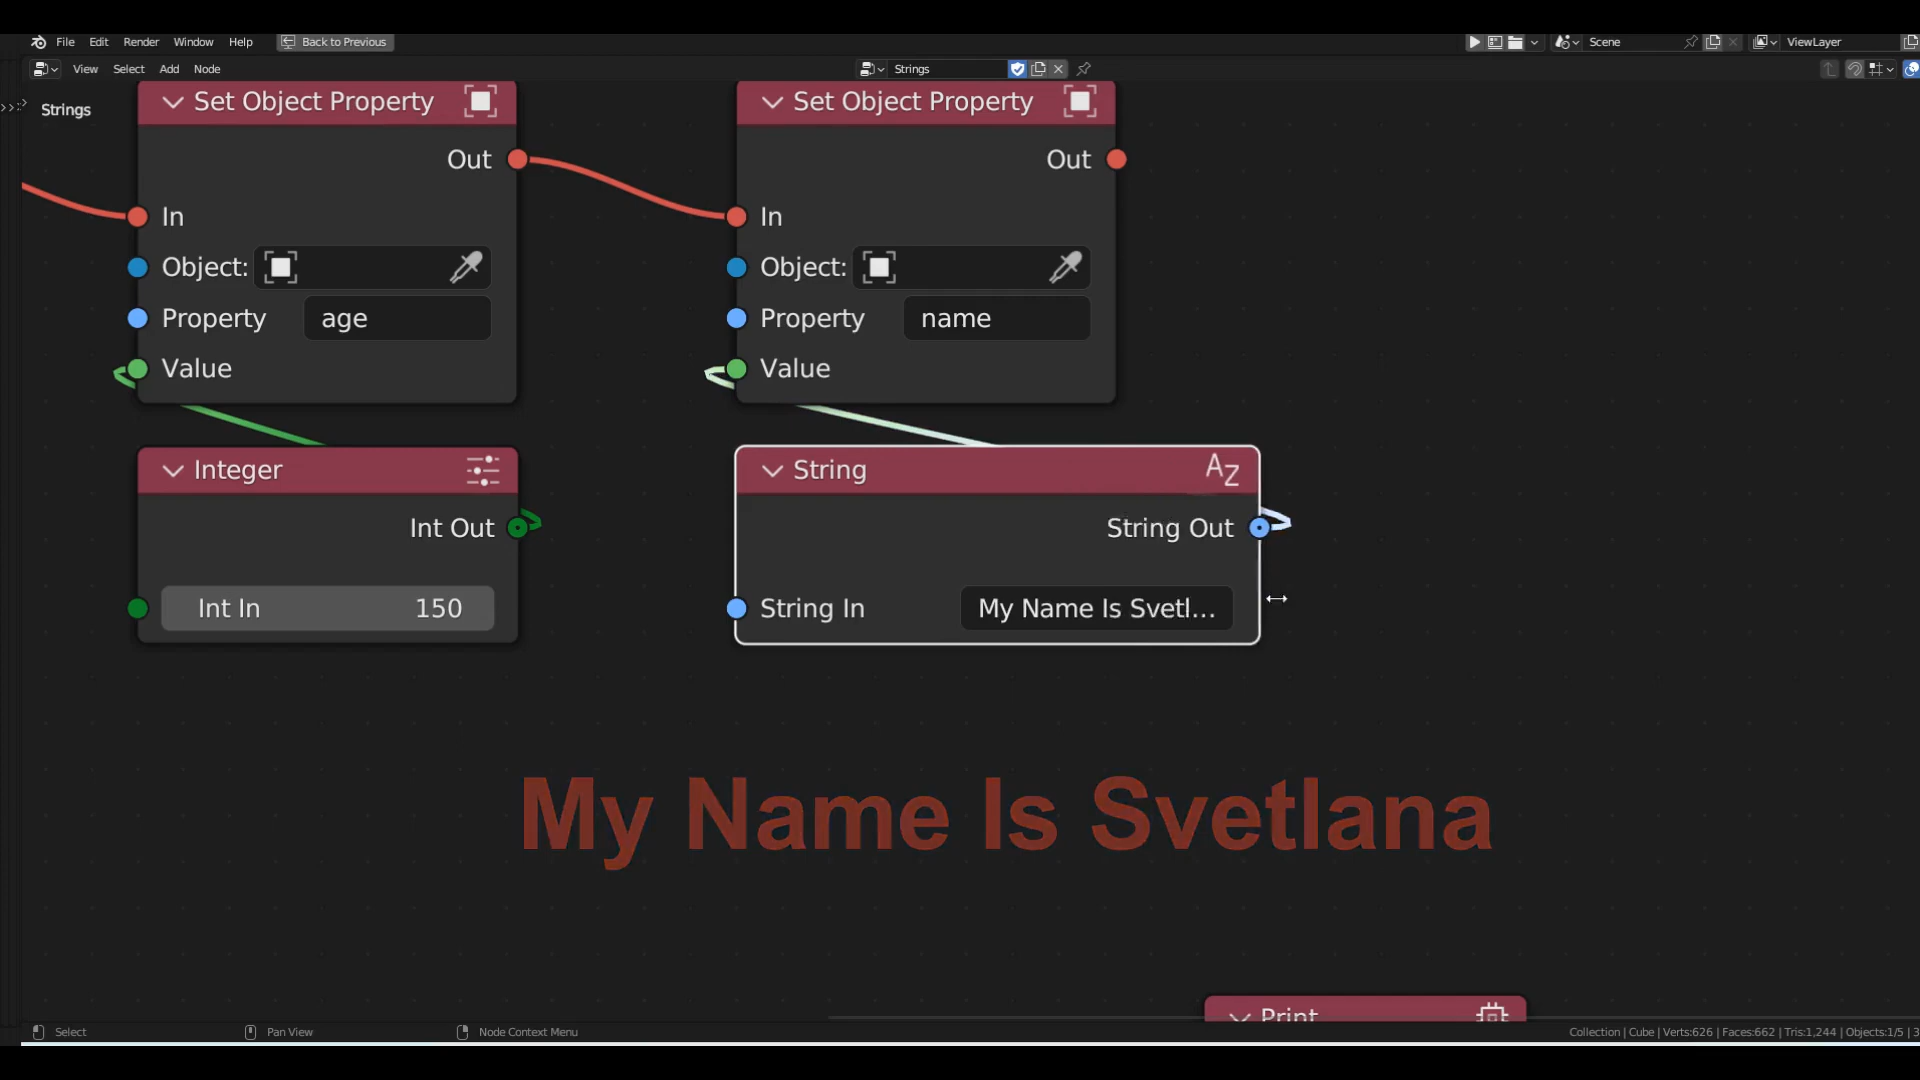 File Edit Render Window Help Back to Previous Scene ViewLayer
View Select Add Node Strings
Strings
Set Object Property
Out
In
Object:
Property age
Value
Set Object Property
Out
In
Object:
Property name
Value
Integer
Int Out
Int In 150
String
AZ
String Out
String In My Name Is Svetl...
My Name Is Svetlana
Print
Select Pan View Node Context Menu Collection | Cube | Verts:626 | Faces:662 | Tris:1,244 | Objects:1/5 | 3